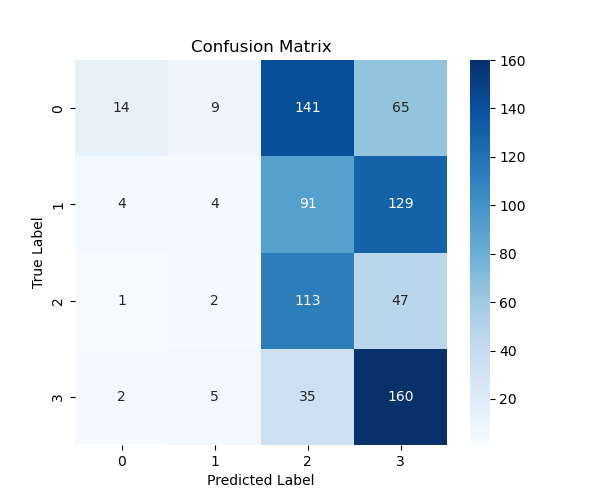 Confusion Matrix
0 14 9 141 65
1 4 4 91 129
2 1 2 113 47
3 2 5 35 160
0 1 2 3
Predicted Label
True Label
160
140
120
100
80
60
40
20